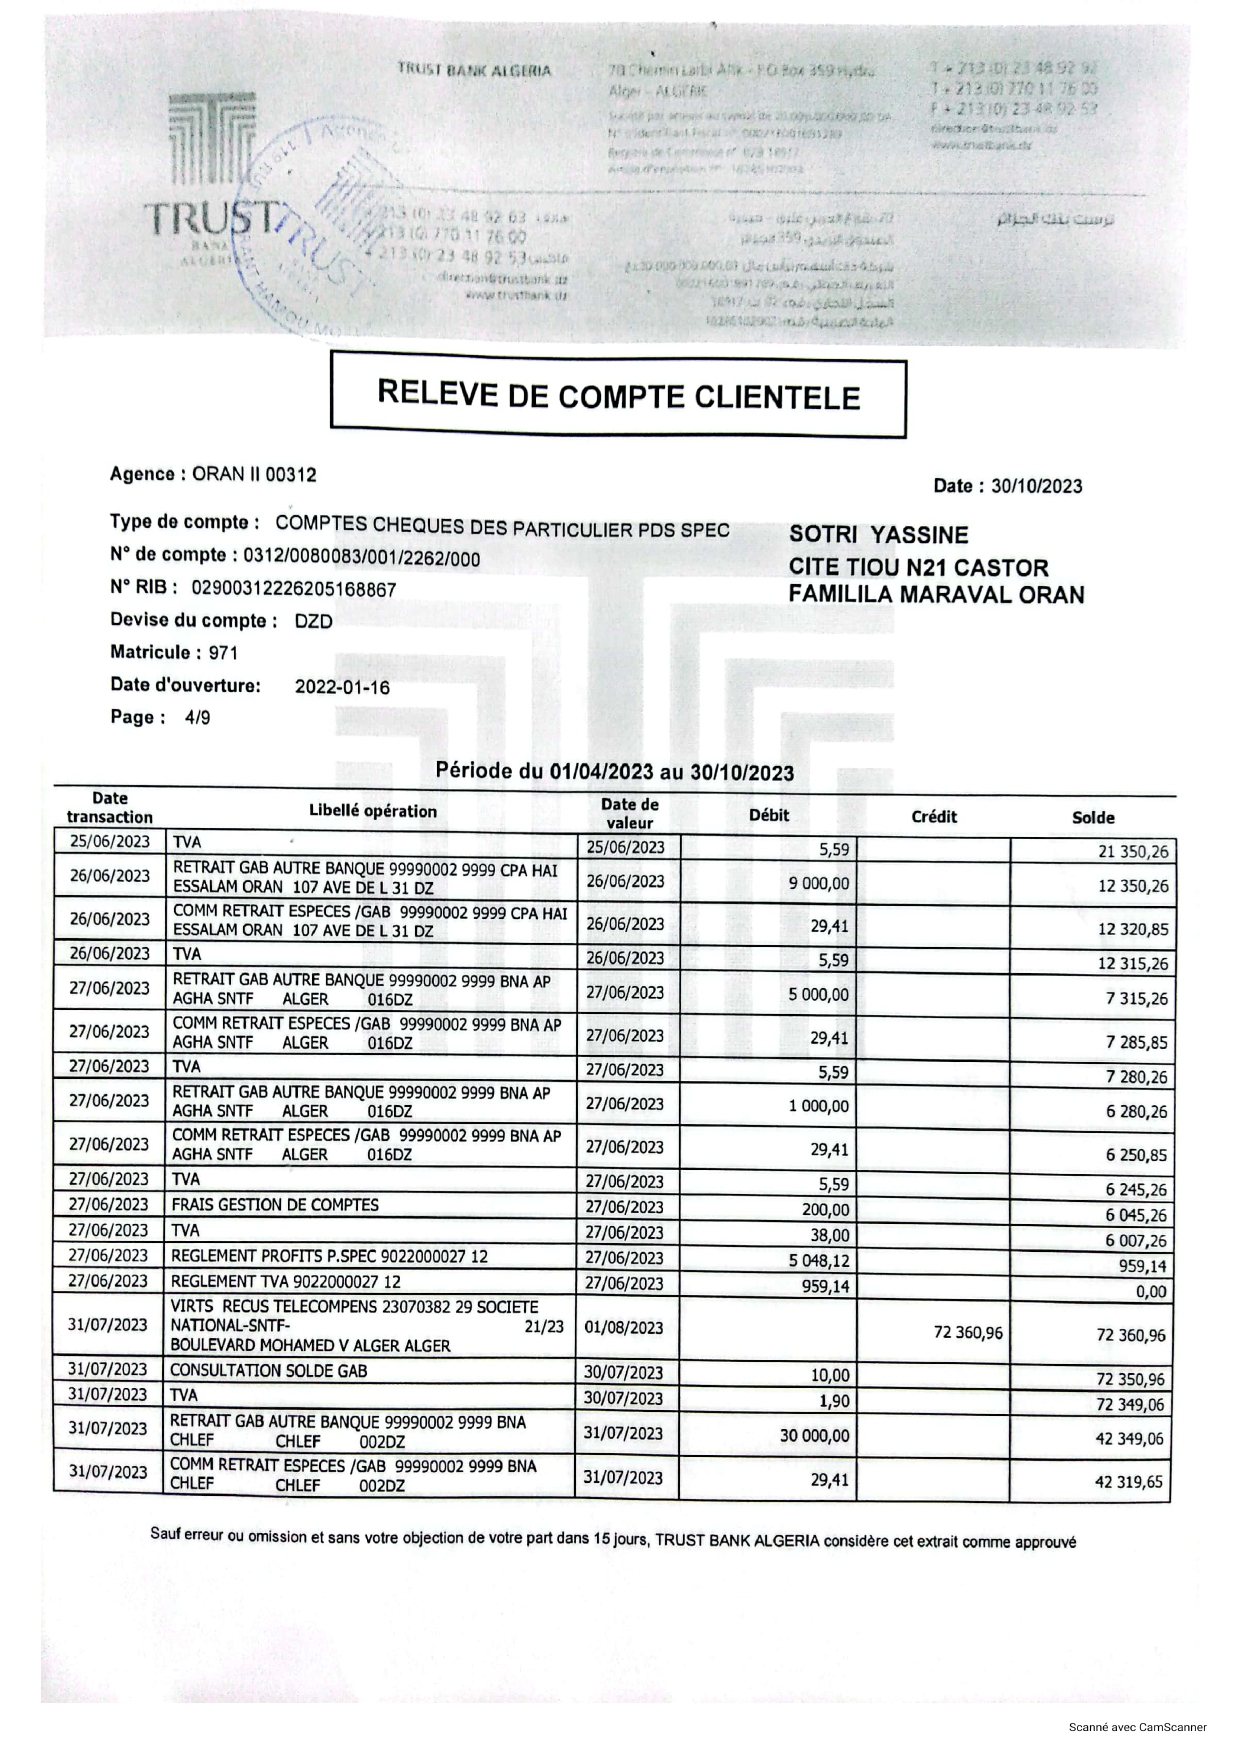 TRUST BANK ALGERIA
70 Chemin Larbi Allik - PO Box 359 Hydra
Alger - ALGERIE
T + 213 (0) 23 48 92 92
T + 213 (0) 770 11 76 00
F + 213 (0) 23 48 92 53
direction@trustbank.dz
www.trustbank.dz
TRUST
BANK
ALGERIA
TRUST
213 (0) 770 11 76 00
213 (0) 23 48 92 53
direction@trustbank.dz
www.trustbank.dz
ترست بنك الجزائر
RELEVE DE COMPTE CLIENTELE
Agence : ORAN II 00312
Date : 30/10/2023
Type de compte : COMPTES CHEQUES DES PARTICULIER PDS SPEC
N° de compte : 0312/0080083/001/2262/000
N° RIB : 02900312226205168867
Devise du compte : DZD
Matricule : 971
Date d'ouverture: 2022-01-16
Page : 4/9
SOTRI YASSINE
CITE TIOU N21 CASTOR
FAMILILA MARAVAL ORAN
Période du 01/04/2023 au 30/10/2023
Date transaction Libellé opération Date de valeur Débit Crédit Solde
25/06/2023 TVA 25/06/2023 5,59 21 350,26
26/06/2023 RETRAIT GAB AUTRE BANQUE 99990002 9999 CPA HAI
ESSALAM ORAN 107 AVE DE L 31 DZ 26/06/2023 9 000,00 12 350,26
26/06/2023 COMM RETRAIT ESPECES /GAB 99990002 9999 CPA HAI
ESSALAM ORAN 107 AVE DE L 31 DZ 26/06/2023 29,41 12 320,85
26/06/2023 TVA 26/06/2023 5,59 12 315,26
27/06/2023 RETRAIT GAB AUTRE BANQUE 99990002 9999 BNA AP
AGHA SNTF ALGER 016DZ 27/06/2023 5 000,00 7 315,26
27/06/2023 COMM RETRAIT ESPECES /GAB 99990002 9999 BNA AP
AGHA SNTF ALGER 016DZ 27/06/2023 29,41 7 285,85
27/06/2023 TVA 27/06/2023 5,59 7 280,26
27/06/2023 RETRAIT GAB AUTRE BANQUE 99990002 9999 BNA AP
AGHA SNTF ALGER 016DZ 27/06/2023 1 000,00 6 280,26
27/06/2023 COMM RETRAIT ESPECES /GAB 99990002 9999 BNA AP
AGHA SNTF ALGER 016DZ 27/06/2023 29,41 6 250,85
27/06/2023 TVA 27/06/2023 5,59 6 245,26
27/06/2023 FRAIS GESTION DE COMPTES 27/06/2023 200,00 6 045,26
27/06/2023 TVA 27/06/2023 38,00 6 007,26
27/06/2023 REGLEMENT PROFITS P.SPEC 9022000027 12 27/06/2023 5 048,12 959,14
27/06/2023 REGLEMENT TVA 9022000027 12 27/06/2023 959,14 0,00
31/07/2023 VIRTS RECUS TELECOMPENS 23070382 29 SOCIETE
NATIONAL-SNTF- 21/23
BOULEVARD MOHAMED V ALGER ALGER 01/08/2023 72 360,96 72 360,96
31/07/2023 CONSULTATION SOLDE GAB 30/07/2023 10,00 72 350,96
31/07/2023 TVA 30/07/2023 1,90 72 349,06
31/07/2023 RETRAIT GAB AUTRE BANQUE 99990002 9999 BNA
CHLEF CHLEF 002DZ 31/07/2023 30 000,00 42 349,06
31/07/2023 COMM RETRAIT ESPECES /GAB 99990002 9999 BNA
CHLEF CHLEF 002DZ 31/07/2023 29,41 42 319,65
Sauf erreur ou omission et sans votre objection de votre part dans 15 jours, TRUST BANK ALGERIA considère cet extrait comme approuvé
Scanné avec CamScanner